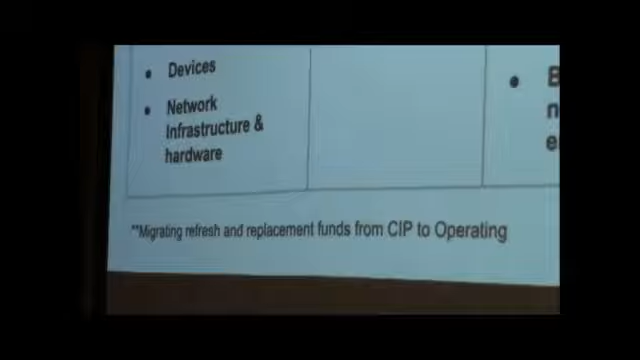 • Devices
• Network
Infrastructure &
hardware
• B
n
e
**Migrating refresh and replacement funds from CIP to Operating